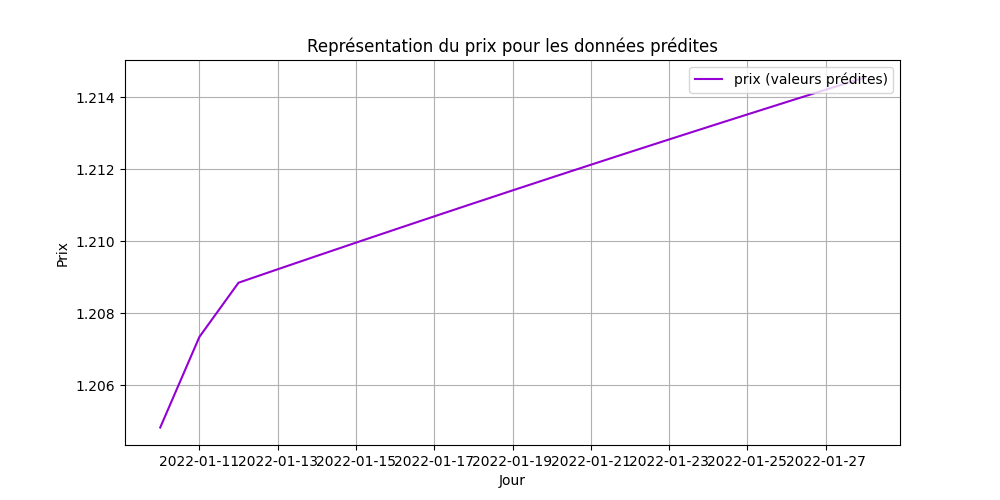 Représentation du prix pour les données prédites
prix (valeurs prédites)
1.214
1.212
1.210
1.208
1.206
Prix
2022-01-11 2022-01-13 2022-01-15 2022-01-17 2022-01-19 2022-01-21 2022-01-23 2022-01-25 2022-01-27
Jour